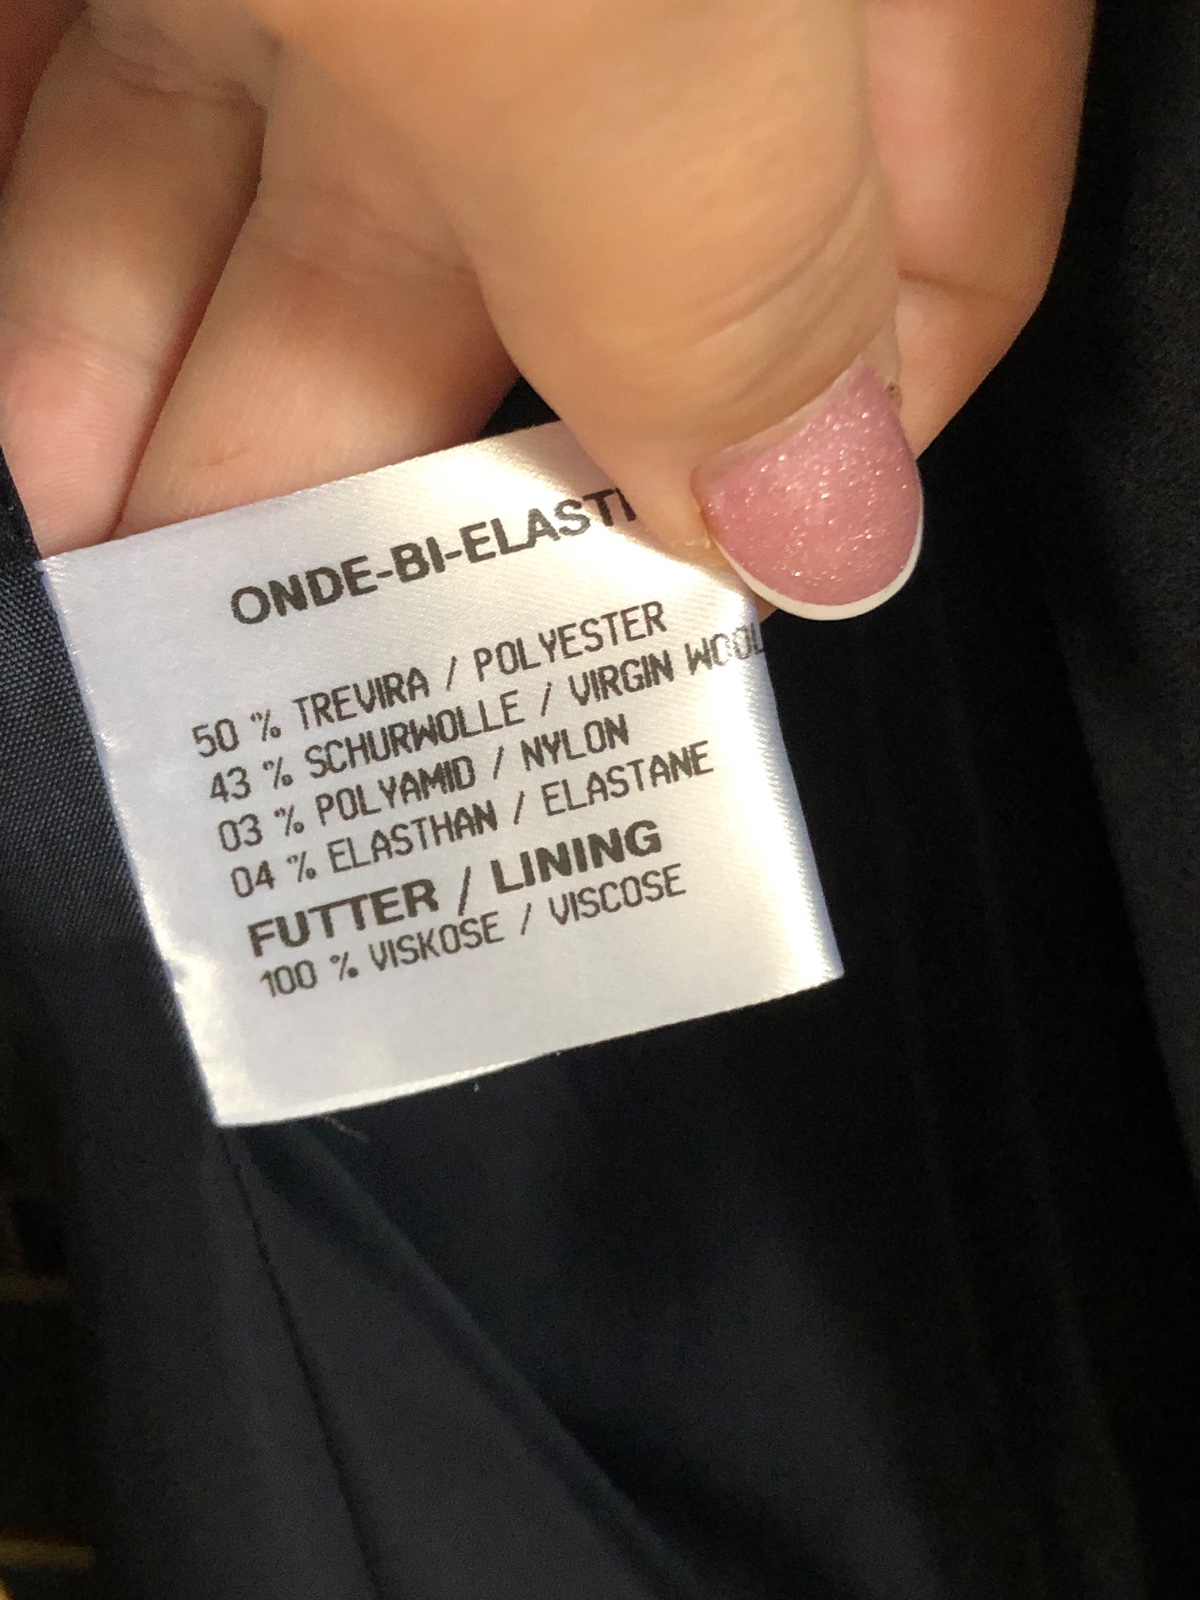 ONDE-BI-ELASTI
50 % TREVIRA / POLYESTER
43 % SCHURWOLLE / VIRGIN WOOL
03 % POLYAMID / NYLON
04 % ELASTHAN / ELASTANE
FUTTER / LINING
100 % VISKOSE / VISCOSE